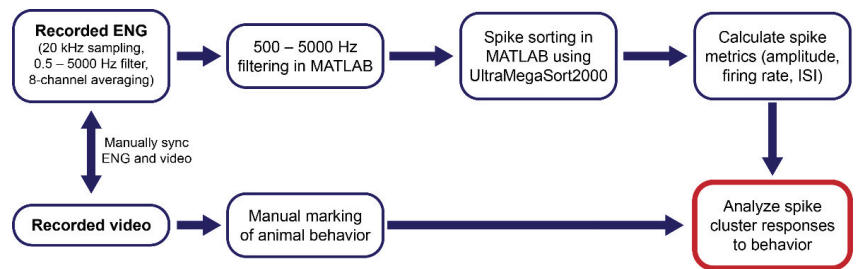 Recorded ENG
(20 kHz sampling,
0.5 – 5000 Hz filter,
8-channel averaging)
500 – 5000 Hz
filtering in MATLAB
Spike sorting in
MATLAB using
UltraMegaSort2000
Calculate spike
metrics (amplitude,
firing rate, ISI)
Manually sync
ENG and video
Recorded video
Manual marking
of animal behavior
Analyze spike
cluster responses
to behavior